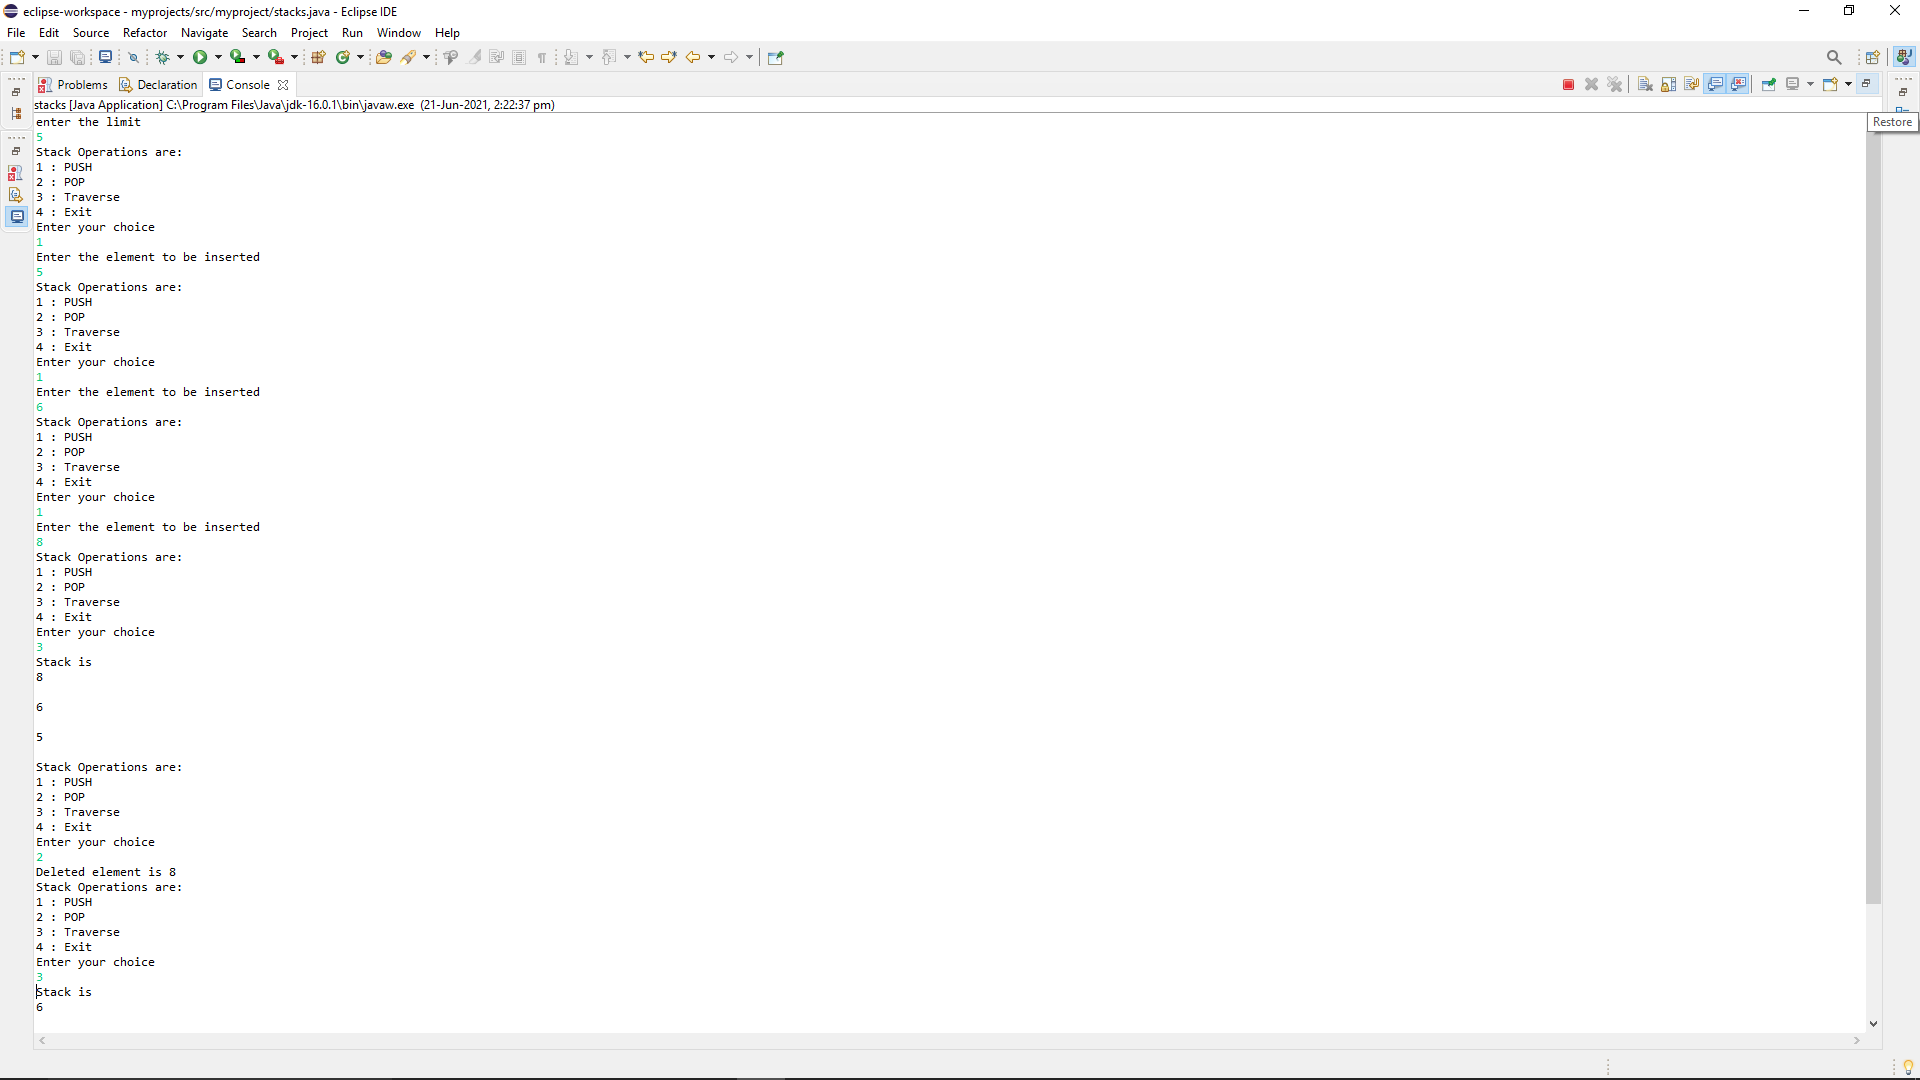 eclipse-workspace - myprojects/src/myproject/stacks.java - Eclipse IDE
File Edit Source Refactor Navigate Search Project Run Window Help
Problems Declaration Console
stacks [Java Application] C:\Program Files\Java\jdk-16.0.1\bin\javaw.exe (21-Jun-2021, 2:22:37 pm)
Restore
enter the limit
5
Stack Operations are:
1 : PUSH
2 : POP
3 : Traverse
4 : Exit
Enter your choice
1
Enter the element to be inserted
5
Stack Operations are:
1 : PUSH
2 : POP
3 : Traverse
4 : Exit
Enter your choice
1
Enter the element to be inserted
6
Stack Operations are:
1 : PUSH
2 : POP
3 : Traverse
4 : Exit
Enter your choice
1
Enter the element to be inserted
8
Stack Operations are:
1 : PUSH
2 : POP
3 : Traverse
4 : Exit
Enter your choice
3
Stack is
8
6
5
Stack Operations are:
1 : PUSH
2 : POP
3 : Traverse
4 : Exit
Enter your choice
2
Deleted element is 8
Stack Operations are:
1 : PUSH
2 : POP
3 : Traverse
4 : Exit
Enter your choice
3
Stack is
6